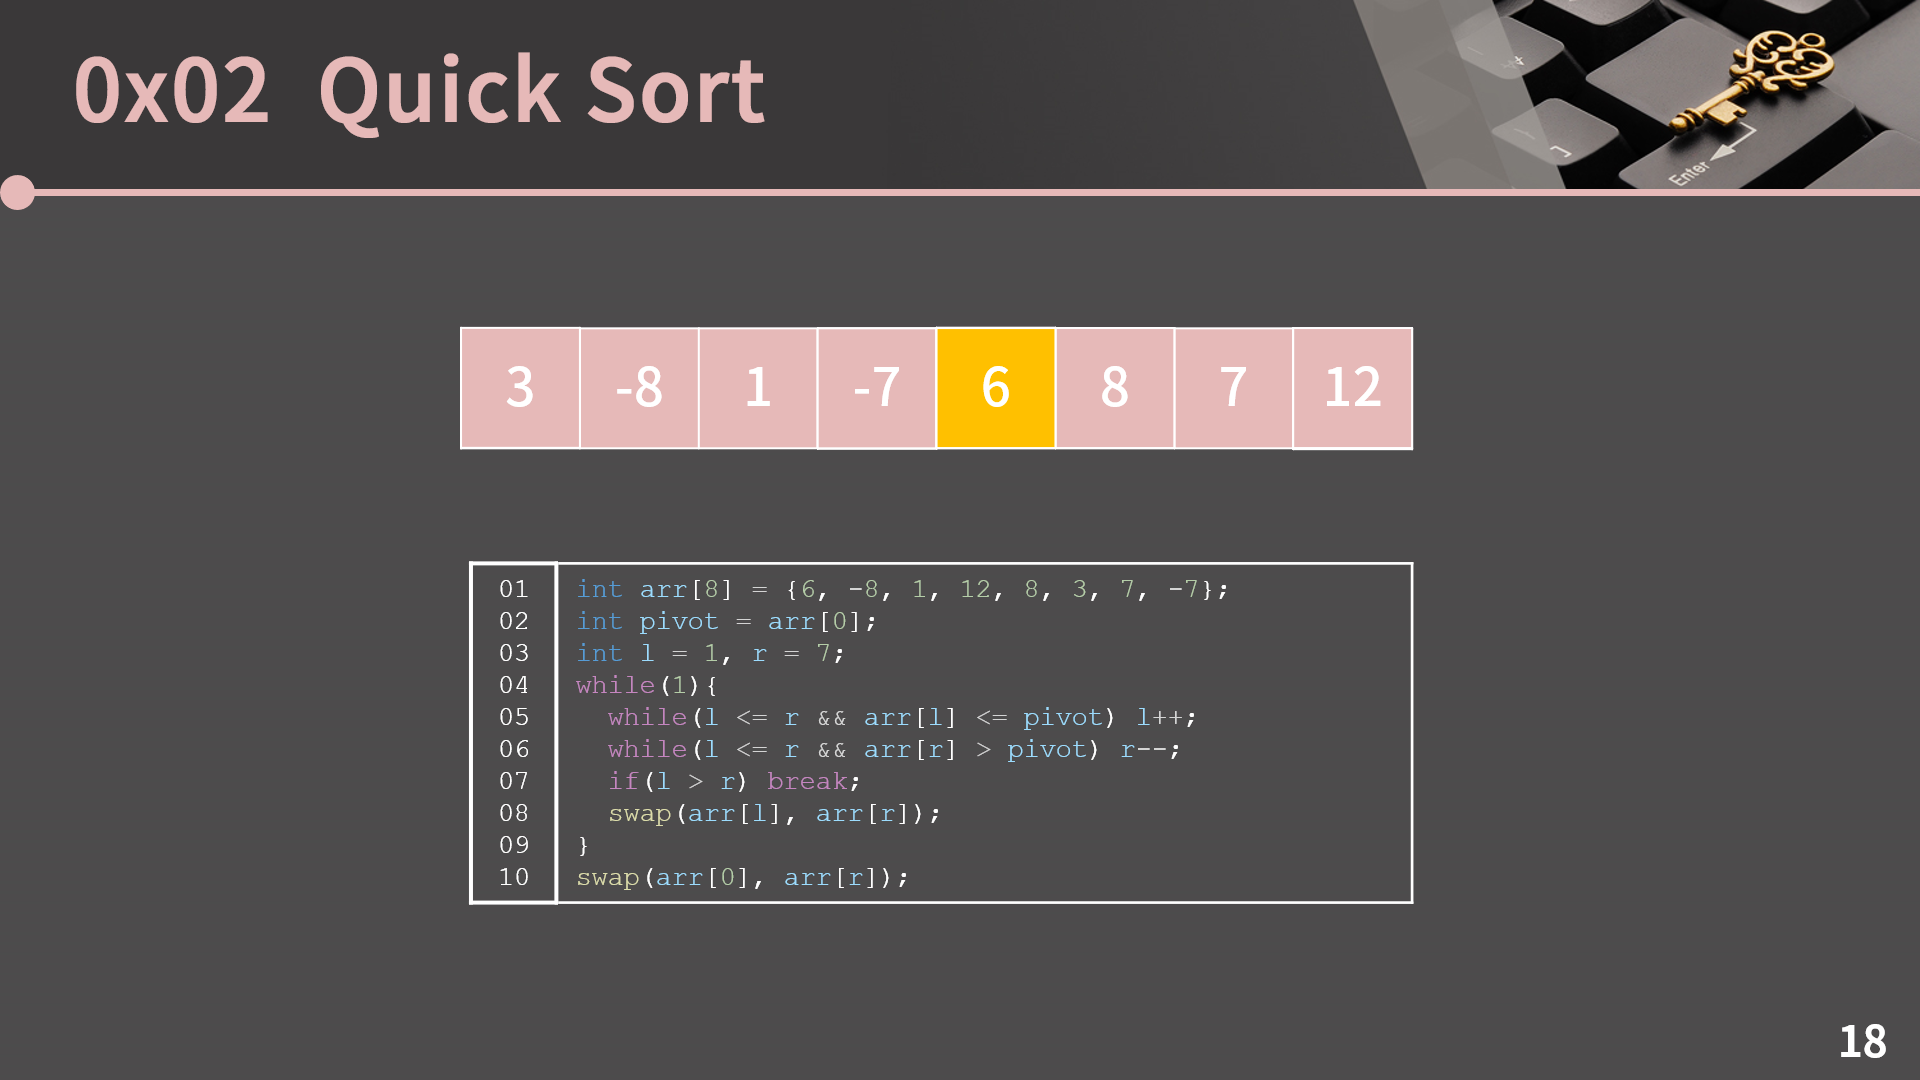 0x02 Quick Sort
Enter
3 -8 1 -7 6 8 7 12
01 int arr[8] = {6, -8, 1, 12, 8, 3, 7, -7};
02 int pivot = arr[0];
03 int l = 1, r = 7;
04 while(1){
05 while(l <= r && arr[l] <= pivot) l++;
06 while(l <= r && arr[r] > pivot) r--;
07 if(l > r) break;
08 swap(arr[l], arr[r]);
09 }
10 swap(arr[0], arr[r]);
18